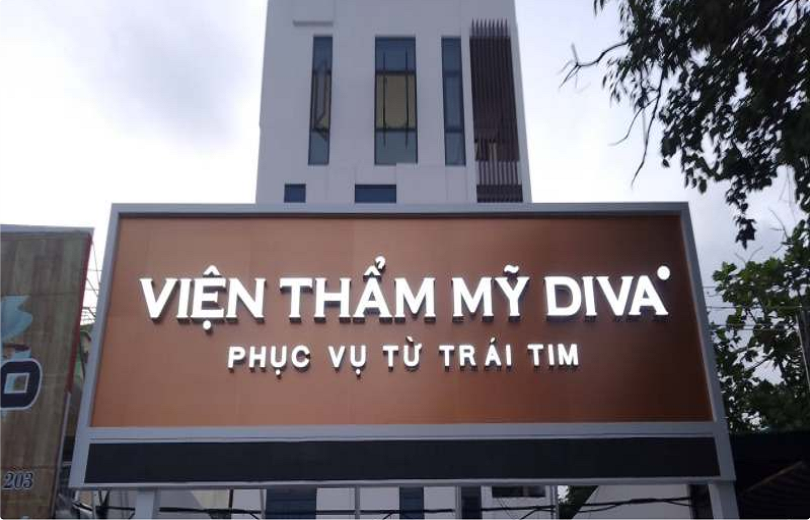 VIỆN THẨM MỸ DIVA
PHỤC VỤ TỪ TRÁI TIM
O
203